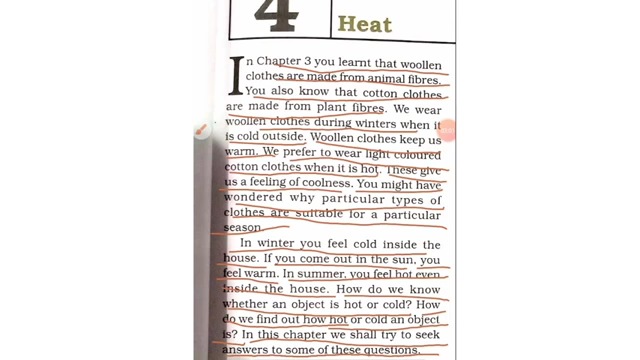 4
Heat
In Chapter 3 you learnt that woollen
clothes are made from animal fibres.
You also know that cotton clothes
are made from plant fibres. We wear
woollen clothes during winters when it
is cold outside. Woollen clothes keep us
warm. We prefer to wear light coloured
cotton clothes when it is hot. These give
us a feeling of coolness. You might have
wondered why particular types of
clothes are suitable for a particular
season.
In winter you feel cold inside the
house. If you come out in the sun, you
feel warm. In summer, you feel hot even
inside the house. How do we know
whether an object is hot or cold? How
do we find out how hot or cold an object
is? In this chapter we shall try to seek
answers to some of these questions.